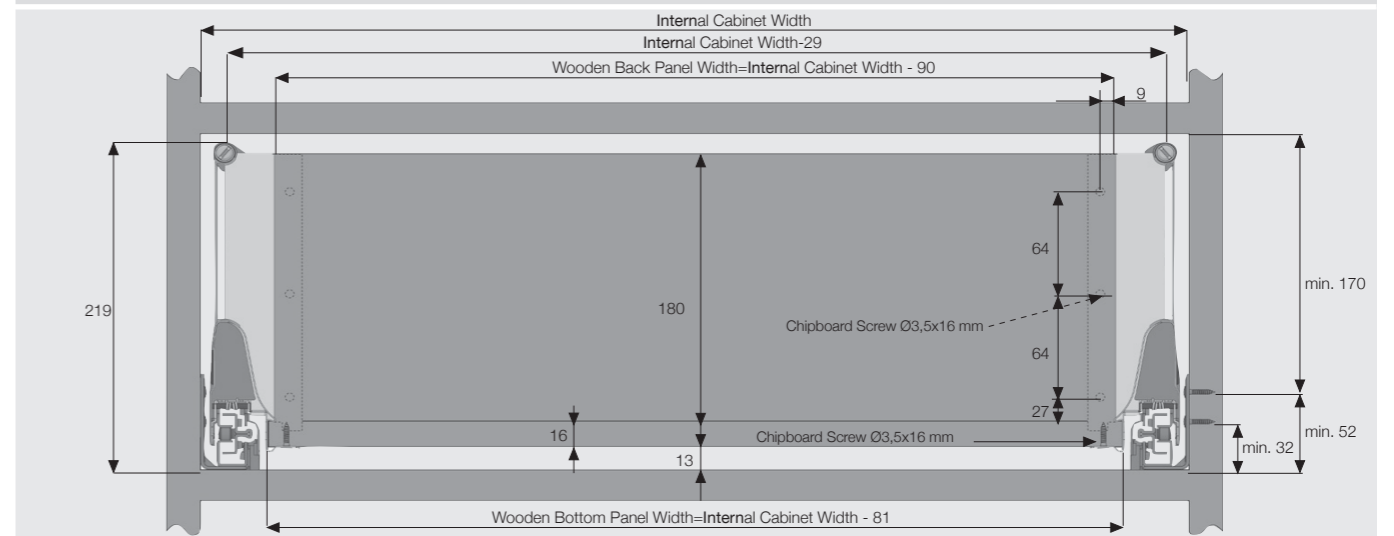 Internal Cabinet Width
Internal Cabinet Width-29
Wooden Back Panel Width=Internal Cabinet Width - 90
9
64
219
180
min. 170
Chipboard Screw Ø3,5x16 mm
64
27
16
Chipboard Screw Ø3,5x16 mm
min. 52
min. 32
13
Wooden Bottom Panel Width=Internal Cabinet Width - 81